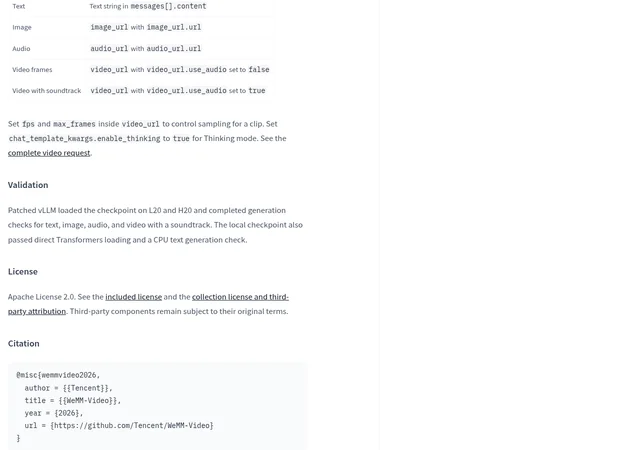 Text Text string in messages[].content
Image image_url with image_url.url
Audio audio_url with audio_url.url
Video frames video_url with video_url.use_audio set to false
Video with soundtrack video_url with video_url.use_audio set to true
Set fps and max_frames inside video_url to control sampling for a clip. Set
chat_template_kwargs.enable_thinking to true for Thinking mode. See the
complete video request.
Validation
Patched vLLM loaded the checkpoint on L20 and H20 and completed generation
checks for text, image, audio, and video with a soundtrack. The local checkpoint also
passed direct Transformers loading and a CPU text generation check.
License
Apache License 2.0. See the included license and the collection license and third-
party attribution. Third-party components remain subject to their original terms.
Citation
@misc{wemmvideo2026,
author = {{Tencent}},
title = {{WeMM-Video}},
year = {2026},
url = {https://github.com/Tencent/WeMM-Video}
}